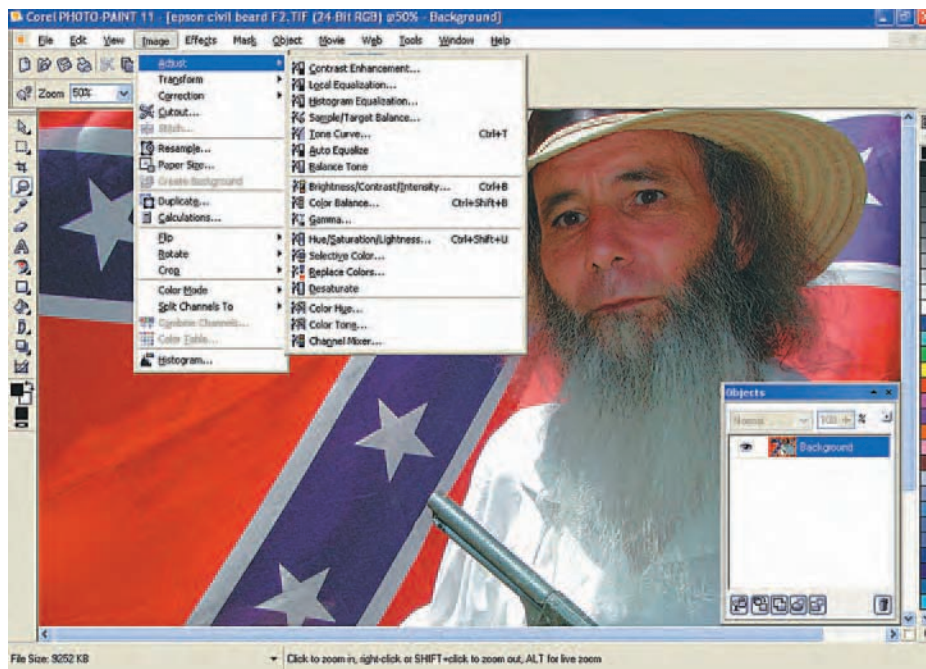 Corel PHOTO-PAINT 11 - [epson civil beard F2.TIF (24-Bit RGB) @50% - Background]
File Edit View Image Effects Mask Object Movie Web Tools Window Help
Zoom 50%
Adjust
Transform
Correction
Cutout...
Stitch...
Resample...
Paper Size...
Create Background
Duplicate...
Calculations...
Flip
Rotate
Crop
Color Mode
Split Channels To
Combine Channels...
Color Table...
Histogram...
Contrast Enhancement...
Local Equalization...
Histogram Equalization...
Sample/Target Balance...
Tone Curve... Ctrl+T
Auto Equalize
Balance Tone
Brightness/Contrast/Intensity... Ctrl+B
Color Balance... Ctrl+Shift+B
Gamma...
Hue/Saturation/Lightness... Ctrl+Shift+U
Selective Color...
Replace Colors...
Desaturate
Color Hue...
Color Tone...
Channel Mixer...
Objects
Normal 100 %
Background
File Size: 9252 KB Click to zoom in, right-click or SHIFT+click to zoom out, ALT for live zoom